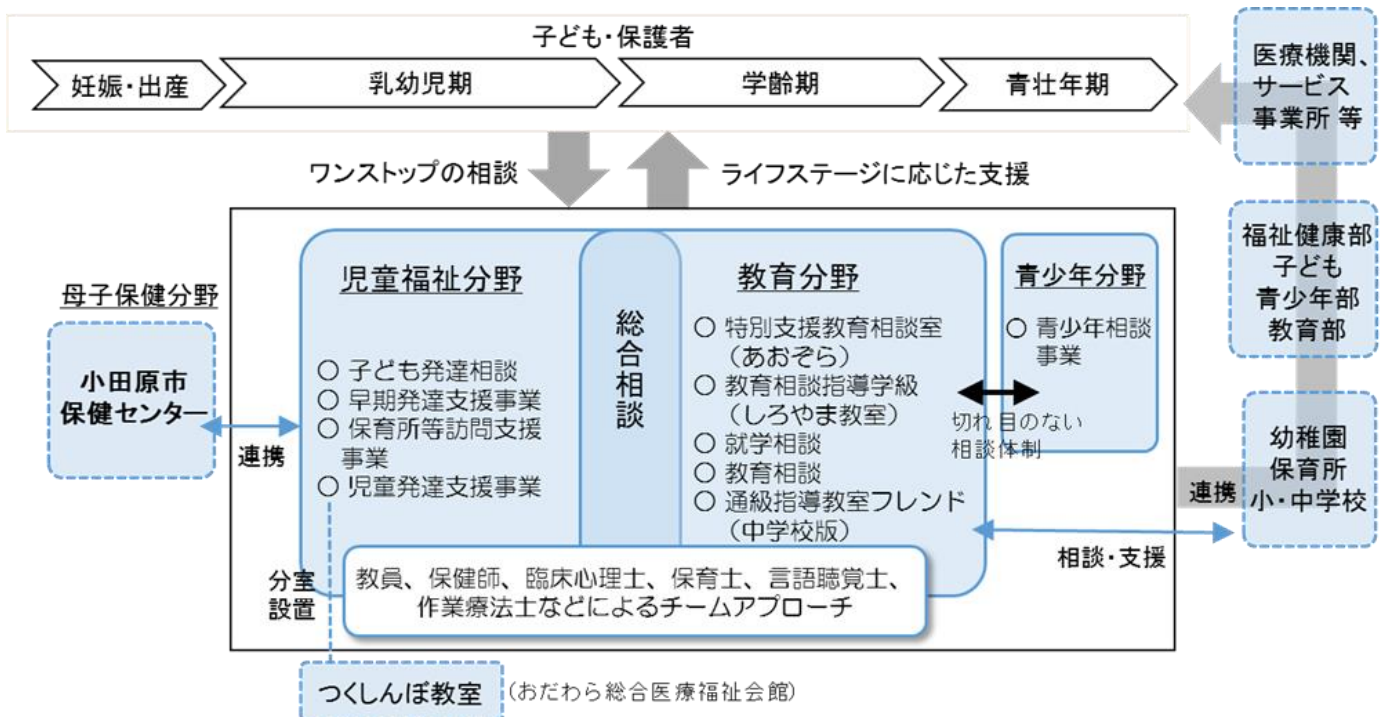 子ども・保護者
妊娠・出産
乳幼児期
学齢期
青壮年期
医療機関、
サービス
事業所 等
ワンストップの相談
ライフステージに応じた支援
福祉健康部
子ども
青少年部
教育部
母子保健分野
小田原市
保健センター
連携
児童福祉分野
○ 子ども発達相談
○ 早期発達支援事業
○ 保育所等訪問支援
事業
○ 児童発達支援事業
総合相談
教育分野
○ 特別支援教育相談室
（あおぞら）
○ 教育相談指導学級
（しろやま教室）
○ 就学相談
○ 教育相談
○ 通級指導教室フレンド
（中学校版）
青少年分野
○ 青少年相談
事業
切れ目のない
相談体制
幼稚園
保育所
小・中学校
連携
相談・支援
教員、保健師、臨床心理士、保育士、言語聴覚士、
作業療法士などによるチームアプローチ
分室
設置
つくしんぼ教室
（おだわら総合医療福祉会館）